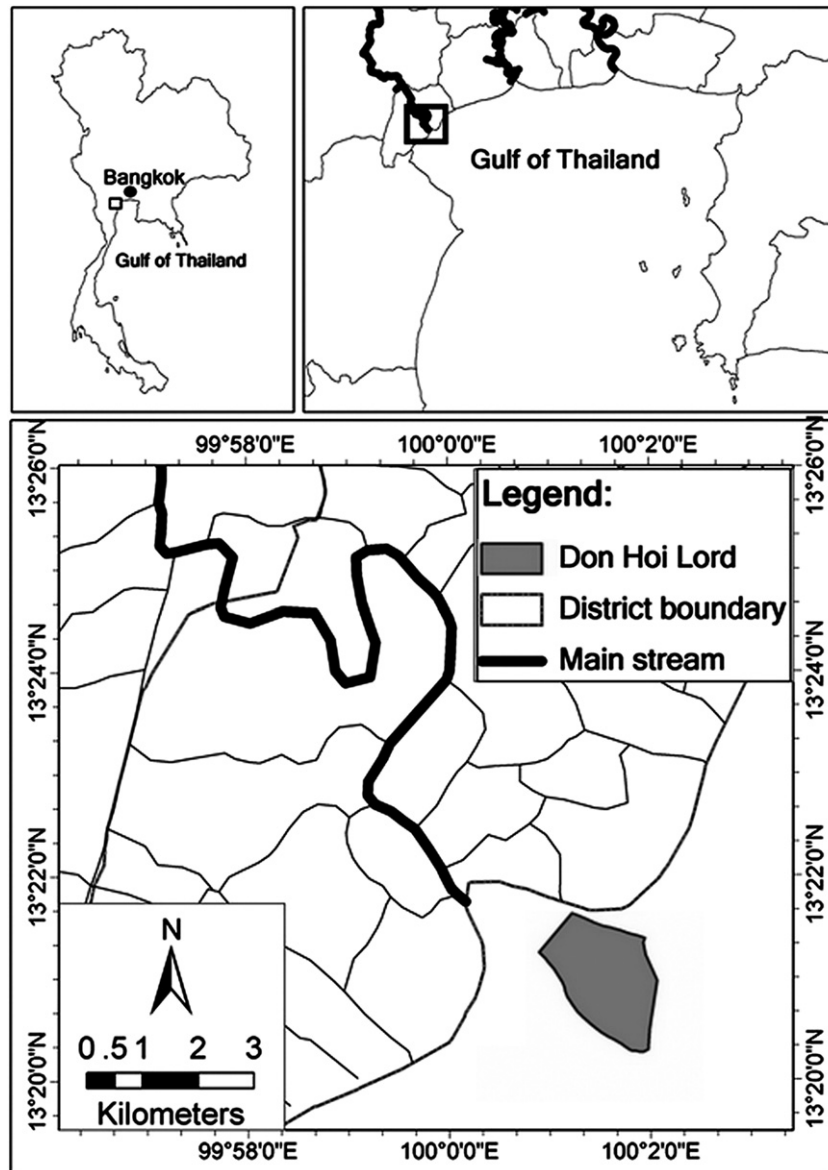 Bangkok
Gulf of Thailand
Gulf of Thailand
99°58'0"E 100°0'0"E 100°2'0"E
13°26'0"N 13°26'0"N
13°24'0"N 13°24'0"N
13°22'0"N 13°22'0"N
13°20'0"N 13°20'0"N
Legend:
Don Hoi Lord
District boundary
Main stream
N
0 .5 1 2 3
Kilometers
99°58'0"E 100°0'0"E 100°2'0"E